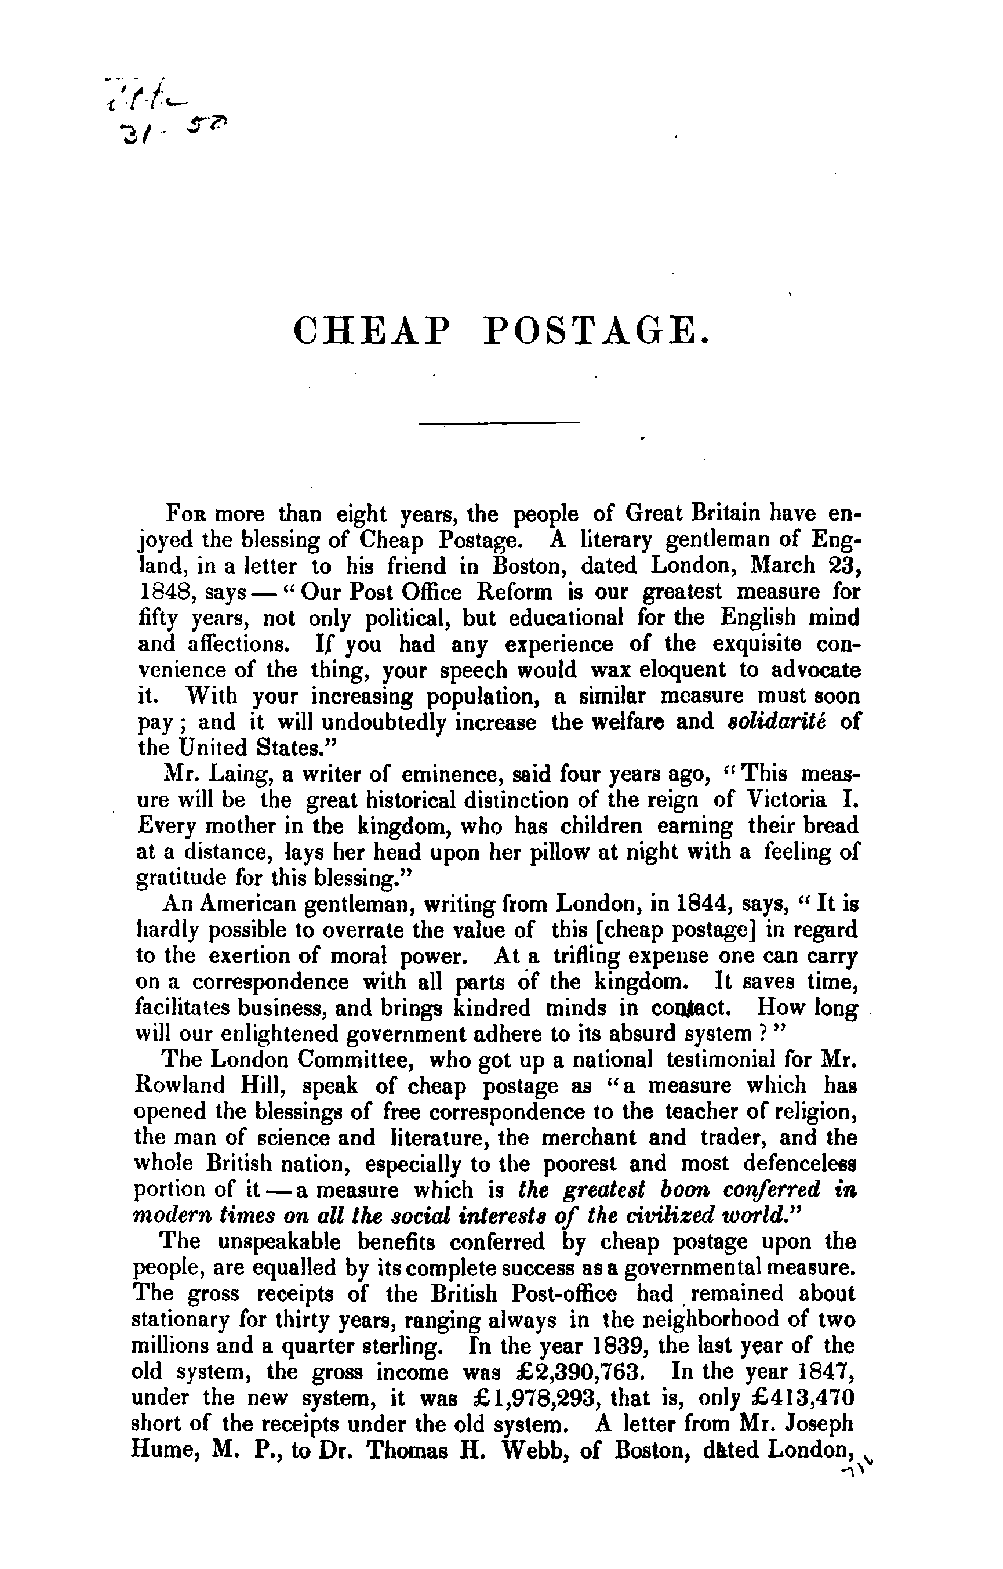 31. 50
CHEAP POSTAGE.
FOR more than eight years, the people of Great Britain have en-
joyed the blessing of Cheap Postage. A literary gentleman of Eng-
land, in a letter to his friend in Boston, dated London, March 23,
1848, says — “ Our Post Office Reform is our greatest measure for
fifty years, not only political, but educational for the English mind
and affections. If you had any experience of the exquisite con-
venience of the thing, your speech would wax eloquent to advocate
it. With your increasing population, a similar measure must soon
pay ; and it will undoubtedly increase the welfare and solidarité of
the United States.”
Mr. Laing, a writer of eminence, said four years ago, “ This meas-
ure will be the great historical distinction of the reign of Victoria I.
Every mother in the kingdom, who has children earning their bread
at a distance, lays her head upon her pillow at night with a feeling of
gratitude for this blessing.”
An American gentleman, writing from London, in 1844, says, “ It is
hardly possible to overrate the value of this [cheap postage] in regard
to the exertion of moral power. At a trifling expense one can carry
on a correspondence with all parts of the kingdom. It saves time,
facilitates business, and brings kindred minds in contact. How long
will our enlightened government adhere to its absurd system ? ”
The London Committee, who got up a national testimonial for Mr.
Rowland Hill, speak of cheap postage as “ a measure which has
opened the blessings of free correspondence to the teacher of religion,
the man of science and literature, the merchant and trader, and the
whole British nation, especially to the poorest and most defenceless
portion of it — a measure which is the greatest boon conferred in
modern times on all the social interests of the civilized world.”
The unspeakable benefits conferred by cheap postage upon the
people, are equalled by its complete success as a governmental measure.
The gross receipts of the British Post-office had remained about
stationary for thirty years, ranging always in the neighborhood of two
millions and a quarter sterling. In the year 1839, the last year of the
old system, the gross income was £2,390,763. In the year 1847,
under the new system, it was £1,978,293, that is, only £413,470
short of the receipts under the old system. A letter from Mr. Joseph
Hume, M. P., to Dr. Thomas H. Webb, of Boston, dated London,